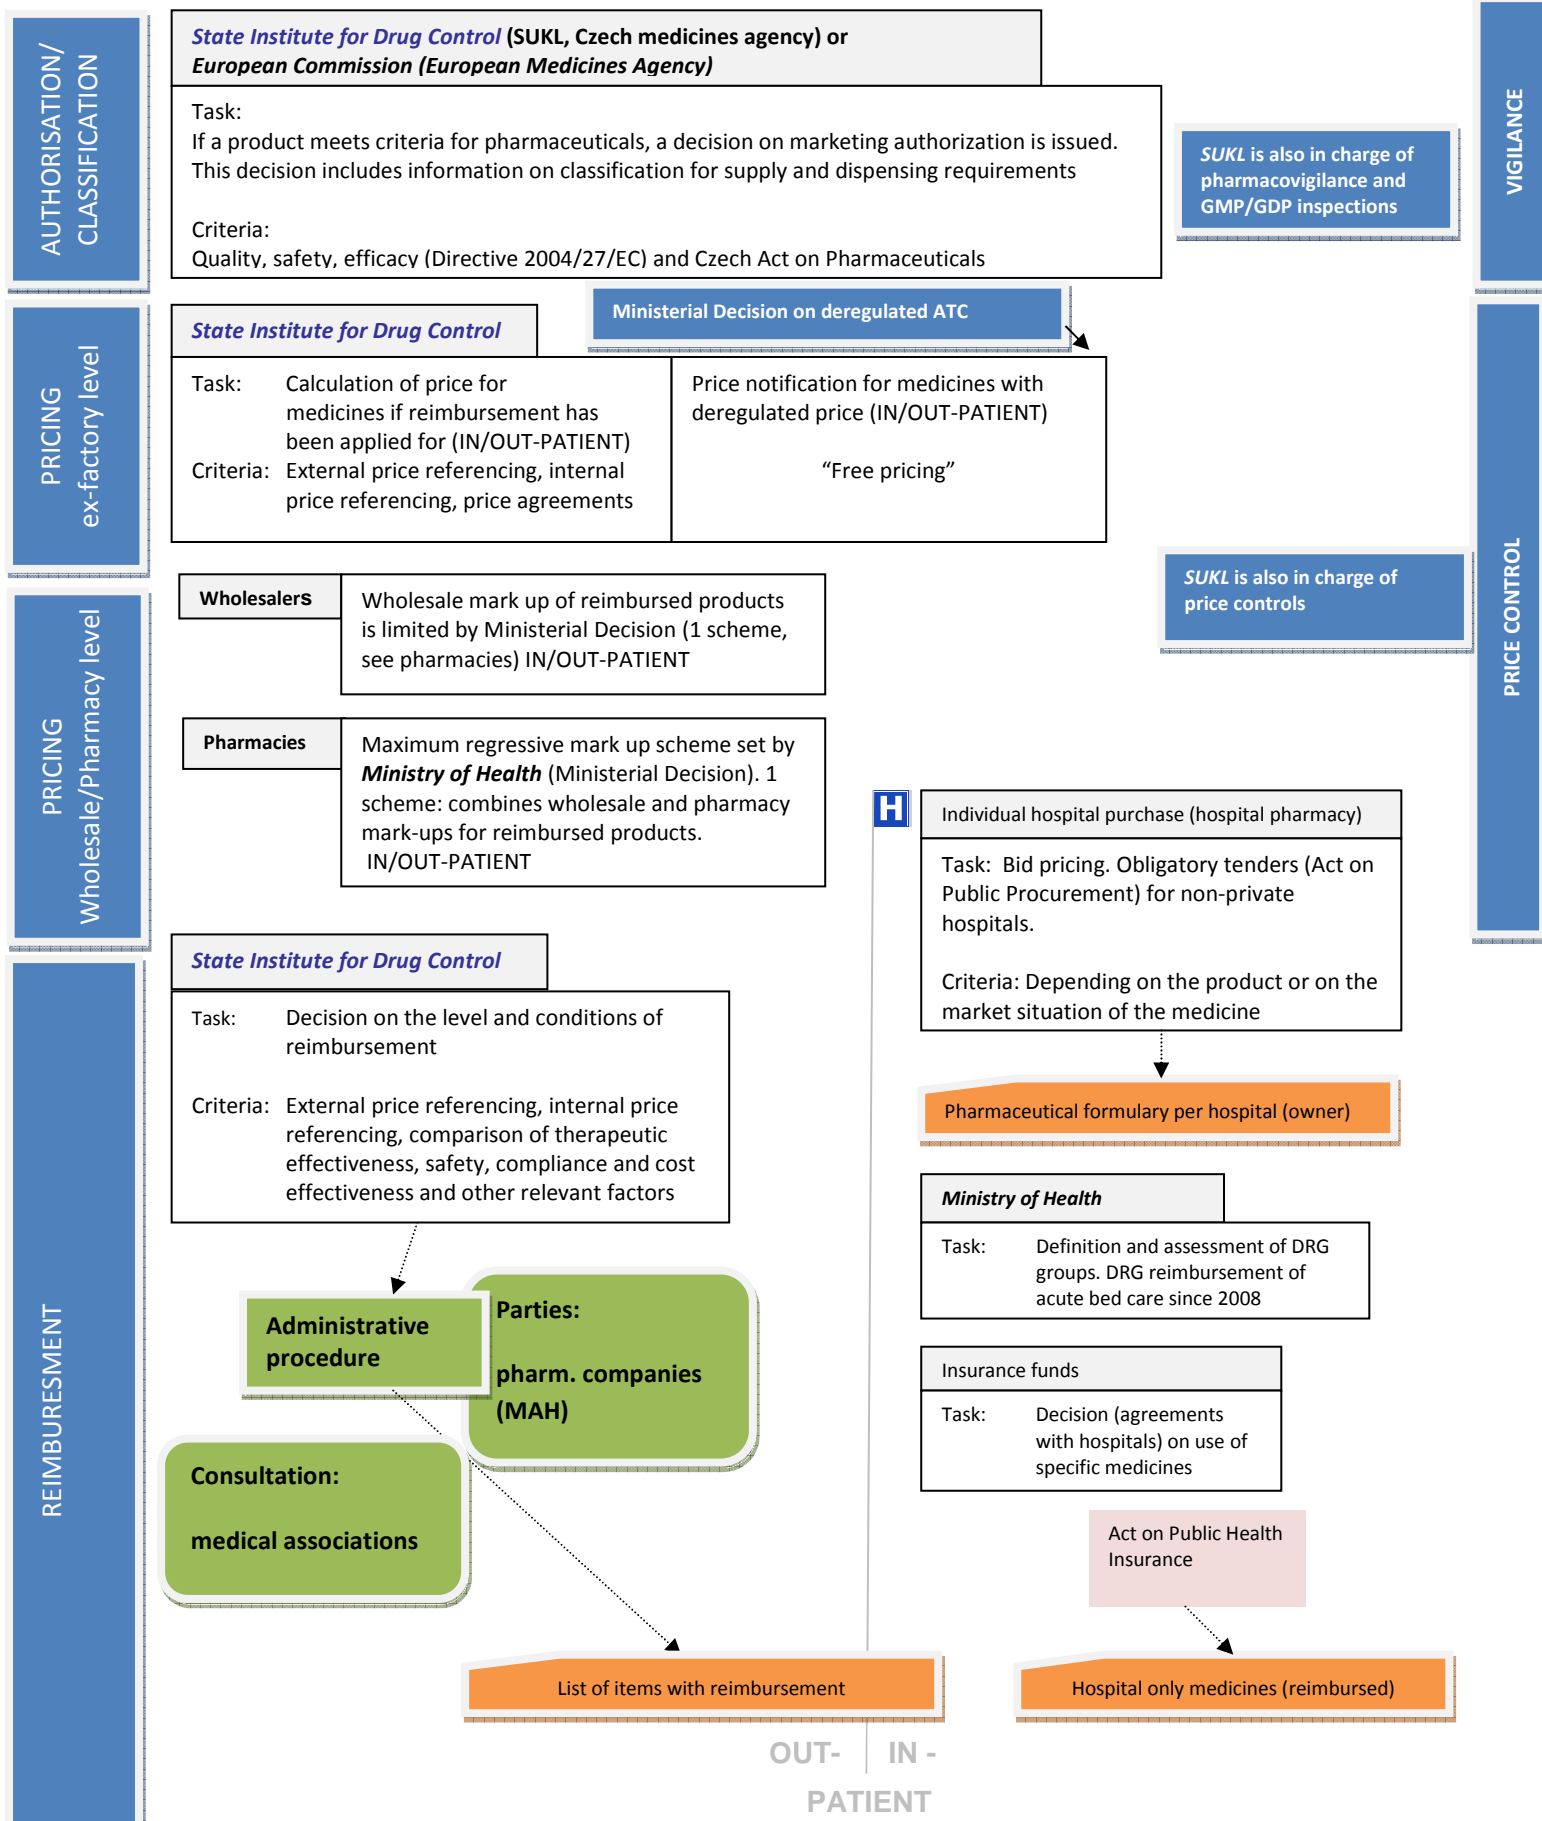 AUTHORISATION/
CLASSIFICATION
State Institute for Drug Control (SUKL, Czech medicines agency) or
European Commission (European Medicines Agency)
Task:
If a product meets criteria for pharmaceuticals, a decision on marketing authorization is issued.
This decision includes information on classification for supply and dispensing requirements
Criteria:
Quality, safety, efficacy (Directive 2004/27/EC) and Czech Act on Pharmaceuticals
SUKL is also in charge of
pharmacovigilance and
GMP/GDP inspections
VIGILANCE
PRICING
ex-factory level
State Institute for Drug Control
Ministerial Decision on deregulated ATC
Task: Calculation of price for
medicines if reimbursement has
been applied for (IN/OUT-PATIENT)
Criteria: External price referencing, internal
price referencing, price agreements
Price notification for medicines with
deregulated price (IN/OUT-PATIENT)
“Free pricing”
SUKL is also in charge of
price controls
PRICE CONTROL
PRICING
Wholesale/Pharmacy level
Wholesalers
Wholesale mark up of reimbursed products
is limited by Ministerial Decision (1 scheme,
see pharmacies) IN/OUT-PATIENT
Pharmacies
Maximum regressive mark up scheme set by
Ministry of Health (Ministerial Decision). 1
scheme: combines wholesale and pharmacy
mark-ups for reimbursed products.
IN/OUT-PATIENT
H
Individual hospital purchase (hospital pharmacy)
Task: Bid pricing. Obligatory tenders (Act on
Public Procurement) for non-private
hospitals.
Criteria: Depending on the product or on the
market situation of the medicine
Pharmaceutical formulary per hospital (owner)
REIMBURESMENT
State Institute for Drug Control
Task: Decision on the level and conditions of
reimbursement
Criteria: External price referencing, internal price
referencing, comparison of therapeutic
effectiveness, safety, compliance and cost
effectiveness and other relevant factors
Administrative
procedure
Parties:
pharm. companies
(MAH)
Consultation:
medical associations
List of items with reimbursement
Ministry of Health
Task: Definition and assessment of DRG
groups. DRG reimbursement of
acute bed care since 2008
Insurance funds
Task: Decision (agreements
with hospitals) on use of
specific medicines
Act on Public Health
Insurance
Hospital only medicines (reimbursed)
OUT- IN -
PATIENT